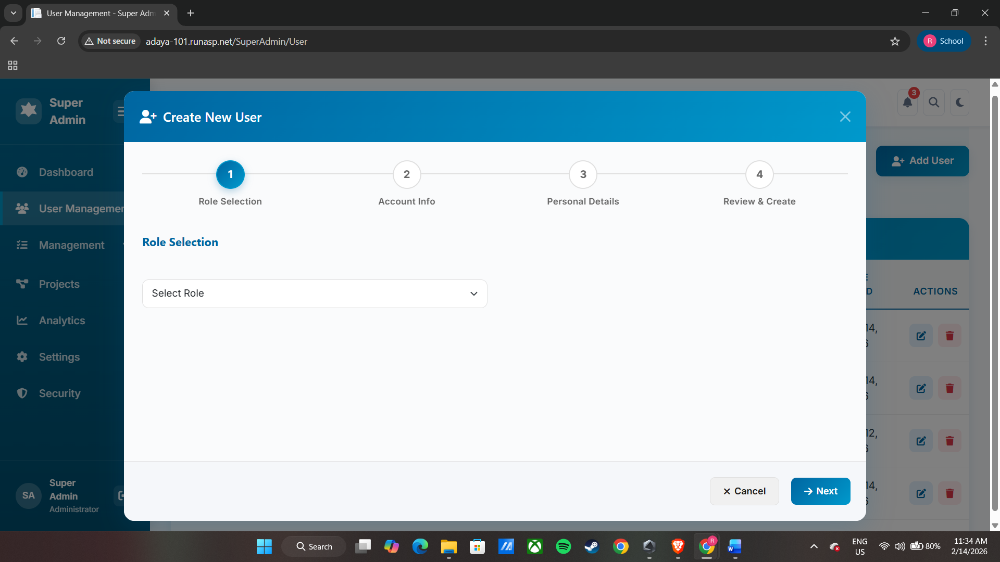 User Management - Super Adm
Not secure
adaya-101.runasp.net/SuperAdmin/User
R
School
Super
Admin
Create New User
3
Add User
1
2
3
4
Role Selection
Account Info
Personal Details
Review & Create
Dashboard
User Managemen
Management
Projects
Analytics
Settings
Security
Role Selection
Select Role
ACTIONS
14,
14,
12,
14,
SA
Super
Admin
Administrator
Cancel
Next
Search
R
ENG
US
80%
11:34 AM
2/14/2026